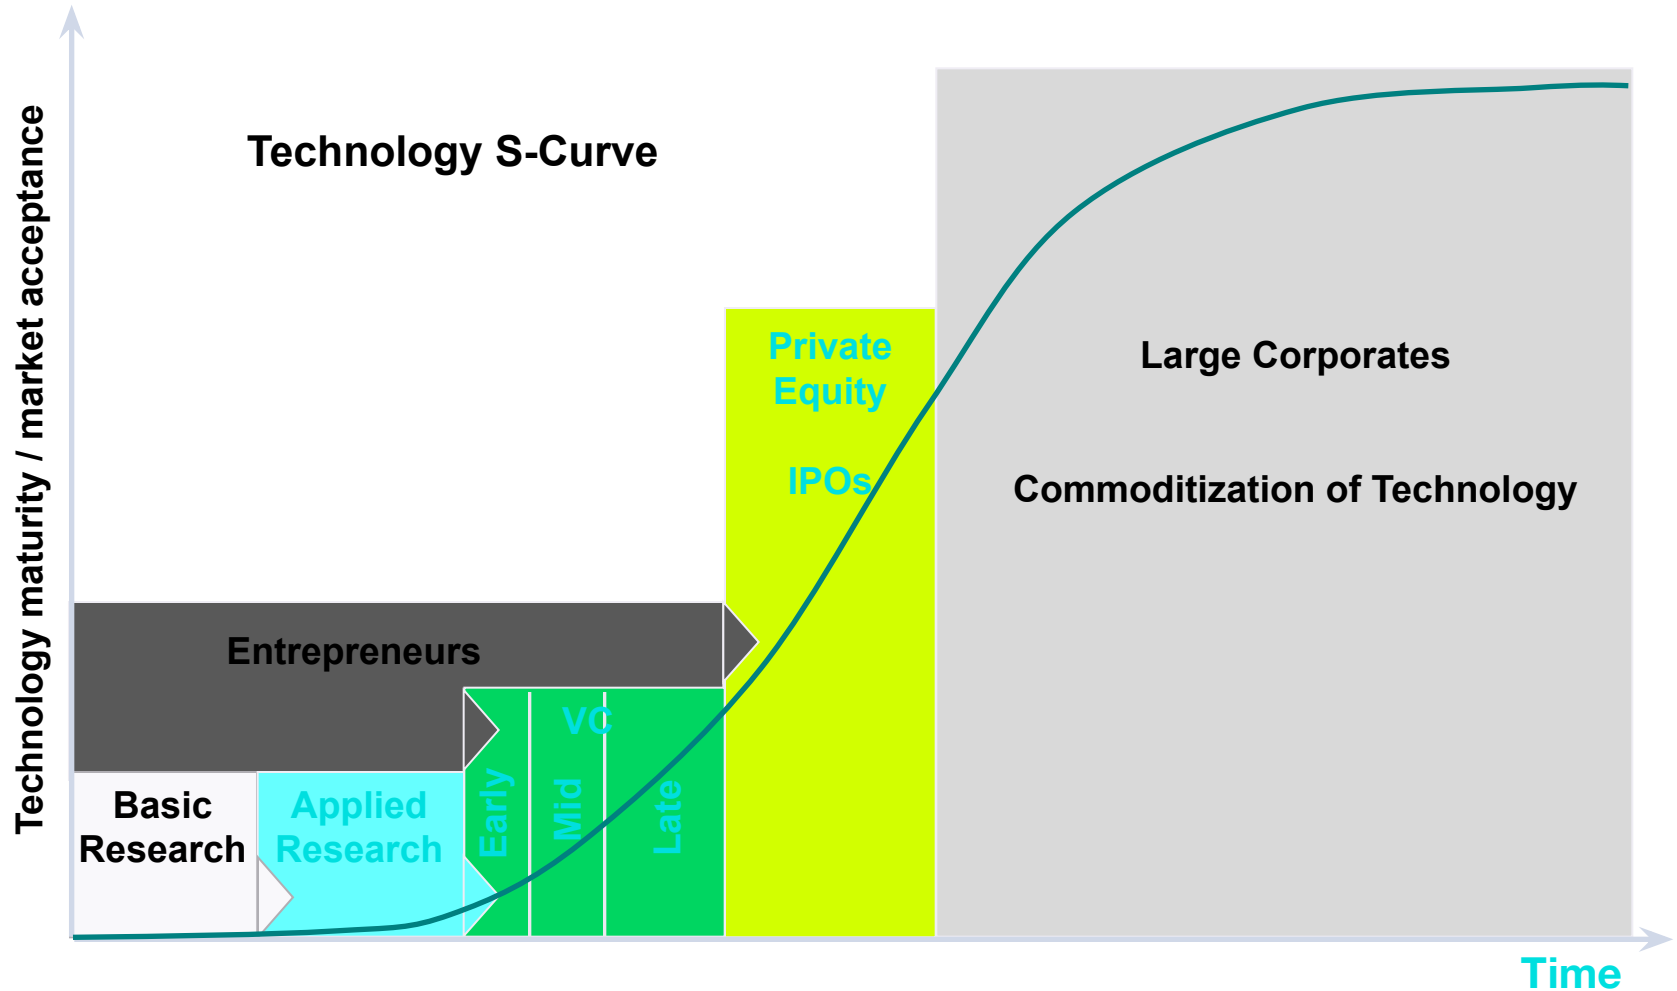 Technology S-Curve
Technology maturity / market acceptance
Private
Equity
IPOs
Large Corporates
Commoditization of Technology
Entrepreneurs
VC
Early
Mid
Late
Basic
Research
Applied
Research
Time